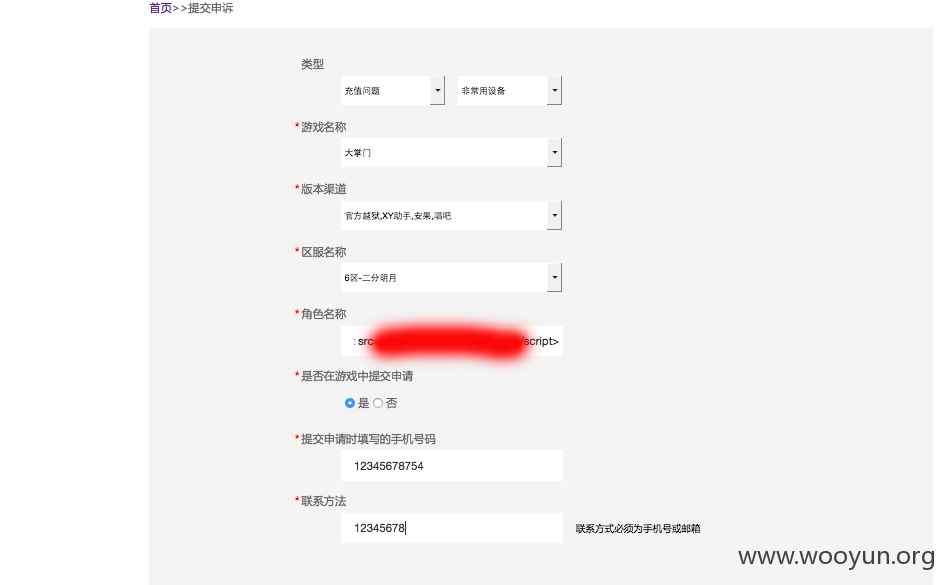 首页>>提交申诉
类型
充值问题 非常用设备
*游戏名称
大掌门
*版本渠道
官方越狱,XY助手,安果,唱吧
*区服名称
6区-二分明月
*角色名称
src= /script>
*是否在游戏中提交申请
是 否
*提交申请时填写的手机号码
12345678754
*联系方法
12345678 联系方式必须为手机号或邮箱
www.wooyun.org